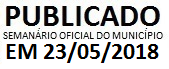 PUBLICADO
SEMANÁRIO OFICIAL DO MUNICÍPIO
EM 23/05/2018